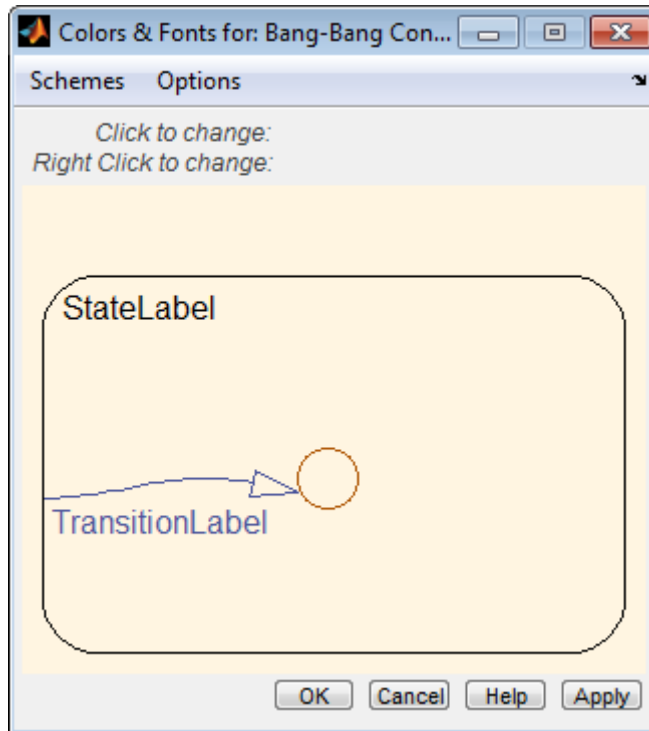 Colors & Fonts for: Bang-Bang Con...
Schemes Options
Click to change:
Right Click to change:
StateLabel
TransitionLabel
OK Cancel Help Apply